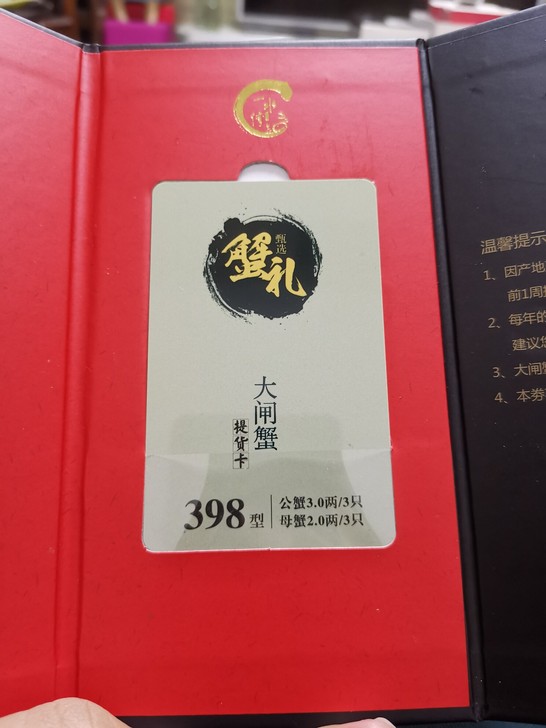 甄选
蟹礼
大闸蟹
提货卡
398型
公蟹3.0两/3只
母蟹2.0两/3只
温馨提示
1、因产地
前1周
2、每年的
建议您
3、大闸蟹
4、本券